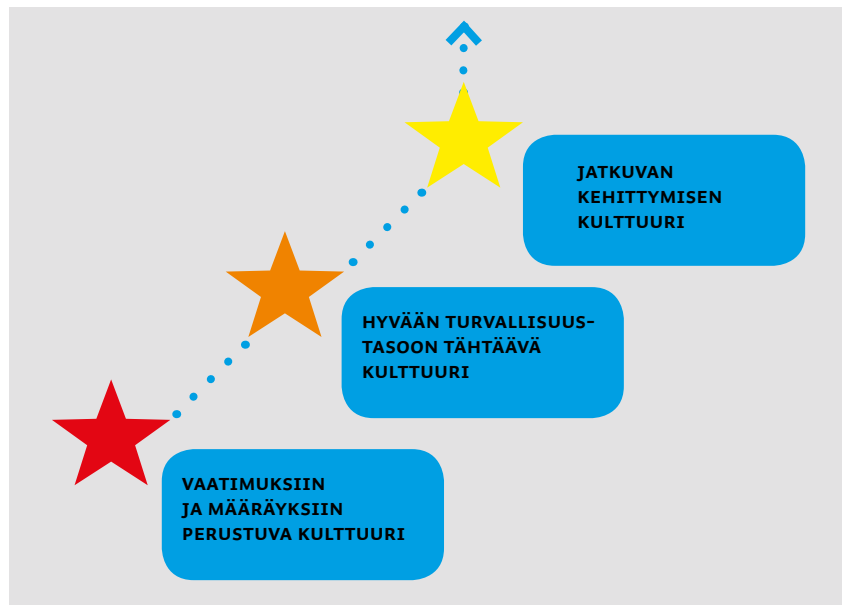 JATKUVAN
KEHITTYMISEN
KULTTUURI
HYVÄÄN TURVALLISUUS-
TASOON TÄHTÄÄVÄ
KULTTUURI
VAATIMUKSIIN
JA MÄÄRÄYKSIIN
PERUSTUVA KULTTUURI